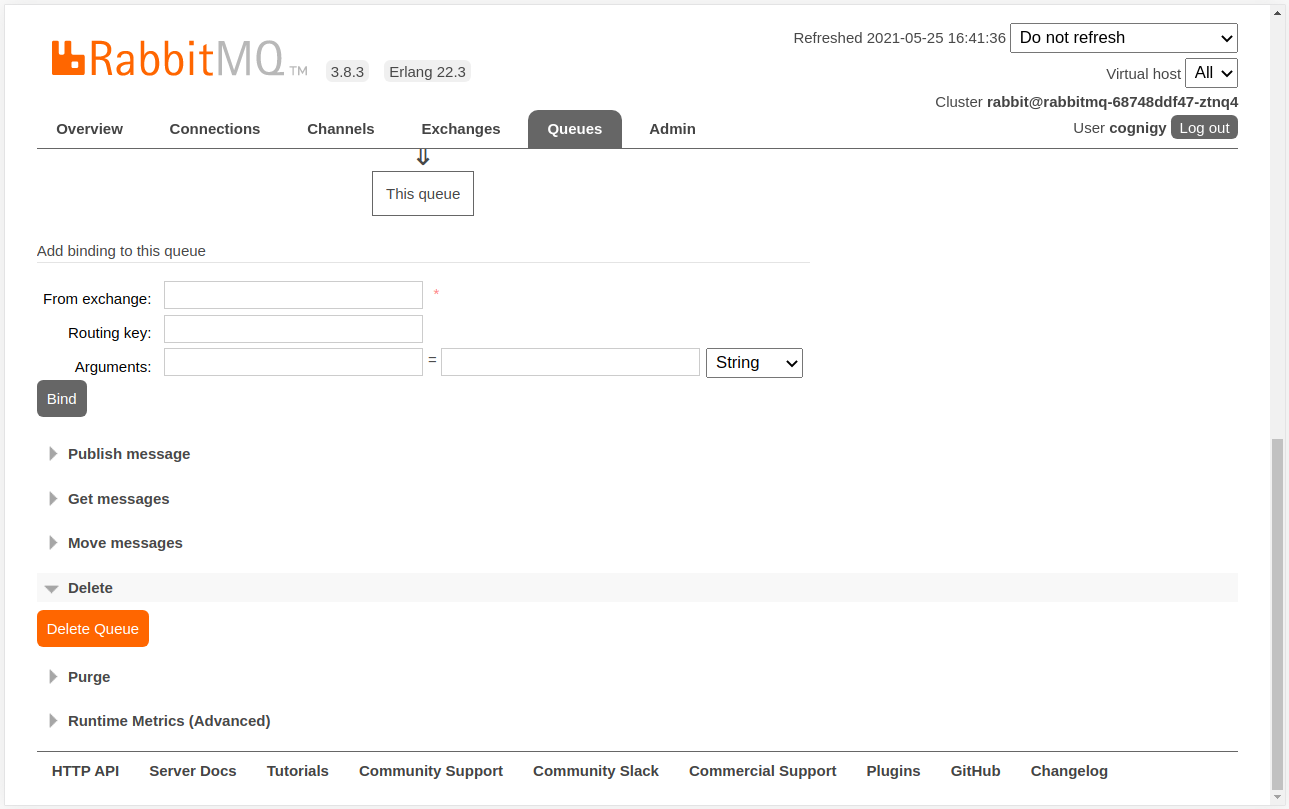 RabbitMQ TM 3.8.3 Erlang 22.3
Refreshed 2021-05-25 16:41:36 Do not refresh
Virtual host All
Cluster rabbit@rabbitmq-68748ddf47-ztnq4
User cognigy Log out
Overview Connections Channels Exchanges Queues Admin
⇓
This queue
Add binding to this queue
From exchange: *
Routing key:
Arguments: = String
Bind
Publish message
Get messages
Move messages
Delete
Delete Queue
Purge
Runtime Metrics (Advanced)
HTTP API Server Docs Tutorials Community Support Community Slack Commercial Support Plugins GitHub Changelog